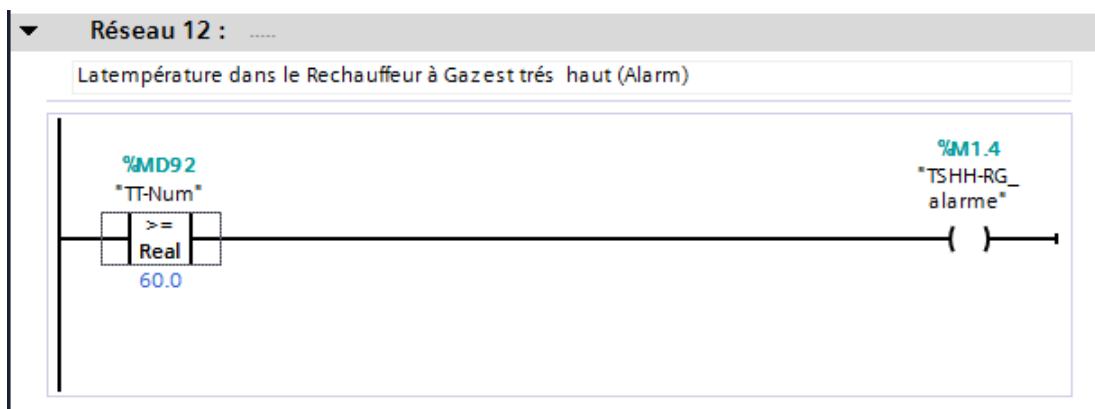 Réseau 12 : .....
Latempérature dans le Rechauffeur à Gazest trés haut (Alarm)
%MD92
"TT-Num"
>=
Real
60.0
%M1.4
"TSHH-RG_
alarme"